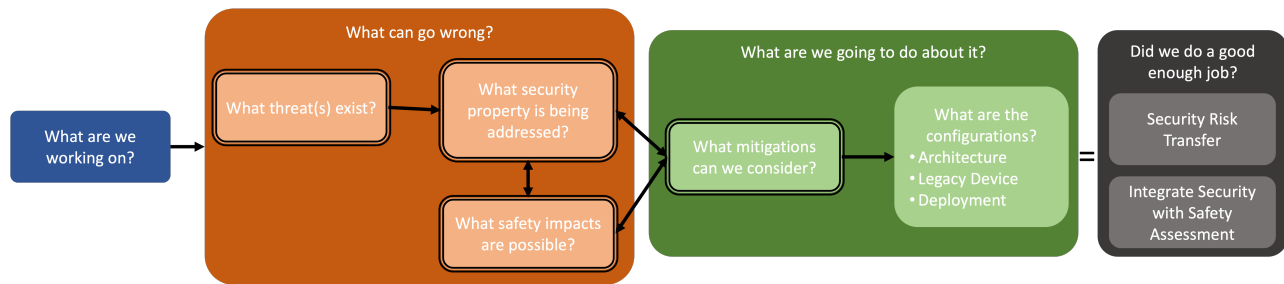 What are we
working on?
What can go wrong?
What threat(s) exist?
What security
property is being
addressed?
What safety impacts
are possible?
What are we going to do about it?
What mitigations
can we consider?
What are the
configurations?
• Architecture
• Legacy Device
• Deployment
=
Did we do a good
enough job?
Security Risk
Transfer
Integrate Security
with Safety
Assessment